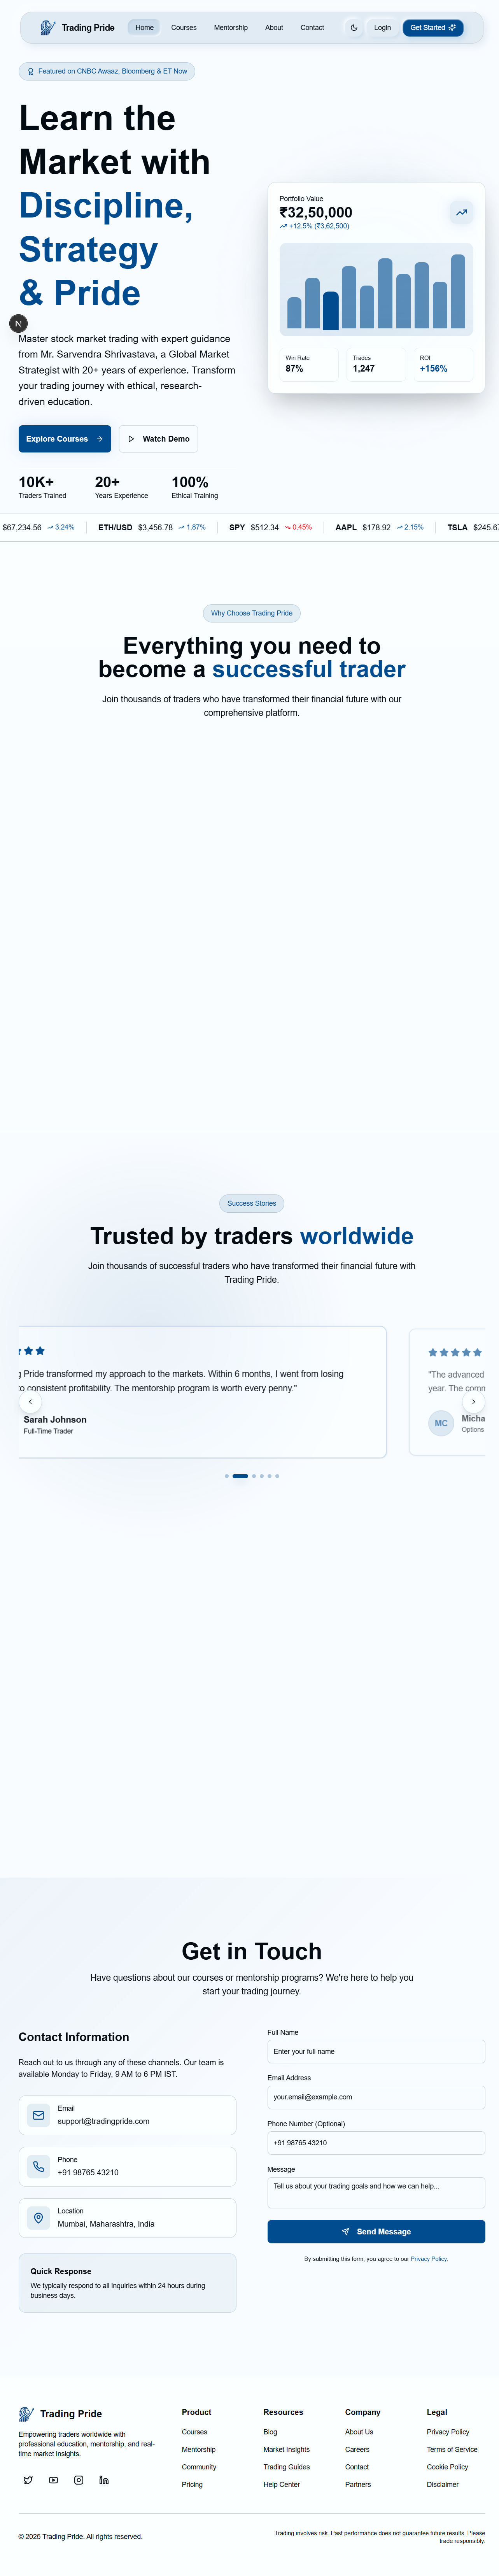 Trading Pride
Home
Courses
Mentorship
About
Contact
Login
Get Started
Featured on CNBC Awaaz, Bloomberg & ET Now
Learn the
Market with
Discipline,
Strategy
& Pride
N
Master stock market trading with expert guidance
from Mr. Sarvendra Shrivastava, a Global Market
Strategist with 20+ years of experience. Transform
your trading journey with ethical, research-
driven education.
Explore Courses
Watch Demo
10K+
Traders Trained
20+
Years Experience
100%
Ethical Training
Portfolio Value
₹32,50,000
+12.5% (₹3,62,500)
Win Rate
87%
Trades
1,247
ROI
+156%
$67,234.56 3.24% ETH/USD $3,456.78 1.87% SPY $512.34 0.45% AAPL $178.92 2.15% TSLA $245.67
Why Choose Trading Pride
Everything you need to
become a successful trader
Join thousands of traders who have transformed their financial future with our
comprehensive platform.
Success Stories
Trusted by traders worldwide
Join thousands of successful traders who have transformed their financial future with
Trading Pride.
g Pride transformed my approach to the markets. Within 6 months, I went from losing
to consistent profitability. The mentorship program is worth every penny."
Sarah Johnson
Full-Time Trader
"The advanced
year. The comm
MC
Micha
Options
Get in Touch
Have questions about our courses or mentorship programs? We're here to help you
start your trading journey.
Contact Information
Reach out to us through any of these channels. Our team is
available Monday to Friday, 9 AM to 6 PM IST.
Email
support@tradingpride.com
Phone
+91 98765 43210
Location
Mumbai, Maharashtra, India
Quick Response
We typically respond to all inquiries within 24 hours during
business days.
Full Name
Enter your full name
Email Address
your.email@example.com
Phone Number (Optional)
+91 98765 43210
Message
Tell us about your trading goals and how we can help...
Send Message
By submitting this form, you agree to our Privacy Policy.
Trading Pride
Empowering traders worldwide with
professional education, mentorship, and real-
time market insights.
Product
Courses
Mentorship
Community
Pricing
Resources
Blog
Market Insights
Trading Guides
Help Center
Company
About Us
Careers
Contact
Partners
Legal
Privacy Policy
Terms of Service
Cookie Policy
Disclaimer
© 2025 Trading Pride. All rights reserved.
Trading involves risk. Past performance does not guarantee future results. Please
trade responsibly.